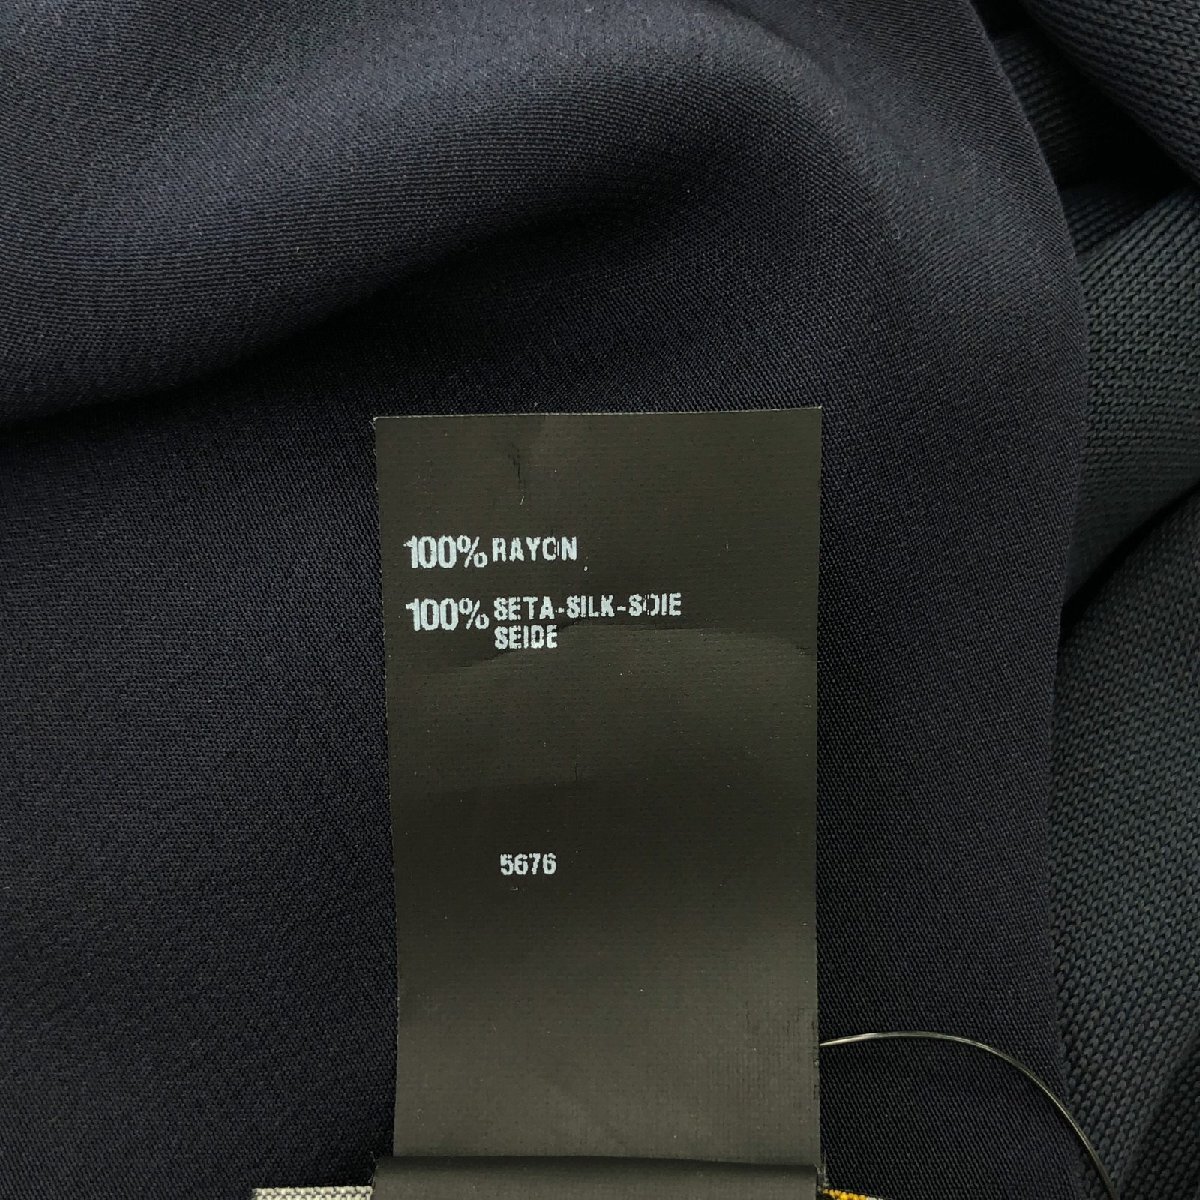 100% RAYON
100% SETA-SILK-SOIE
SEIDE
5676